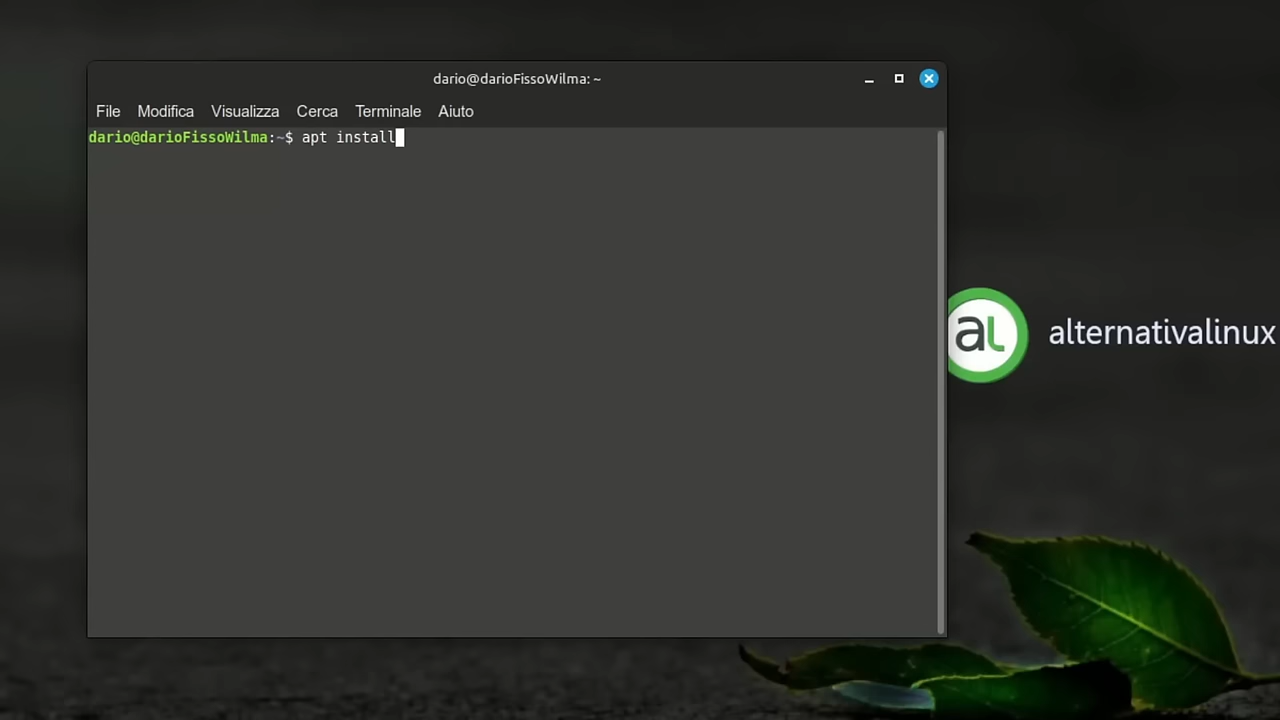 dario@darioFissoWilma: ~
File Modifica Visualizza Cerca Terminale Aiuto
dario@darioFissoWilma:~$ apt install
al alternativalinux